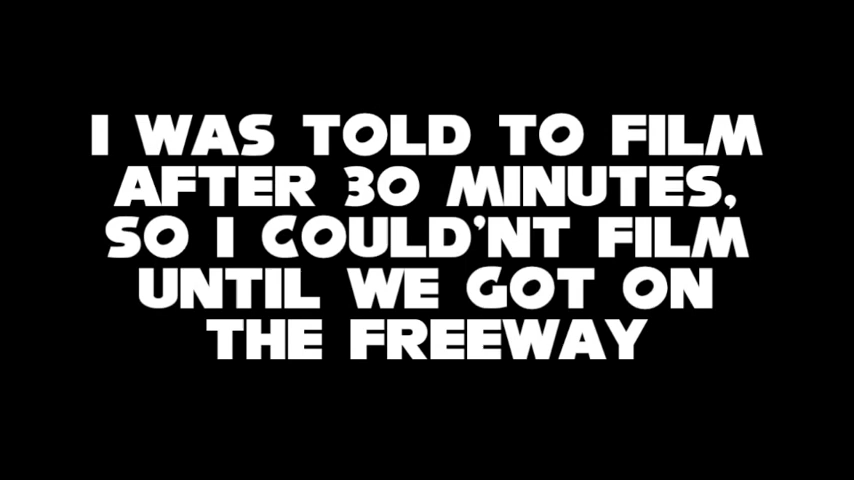 I WAS TOLD TO FILM
AFTER 30 MINUTES,
SO I COULD'NT FILM
UNTIL WE GOT ON
THE FREEWAY